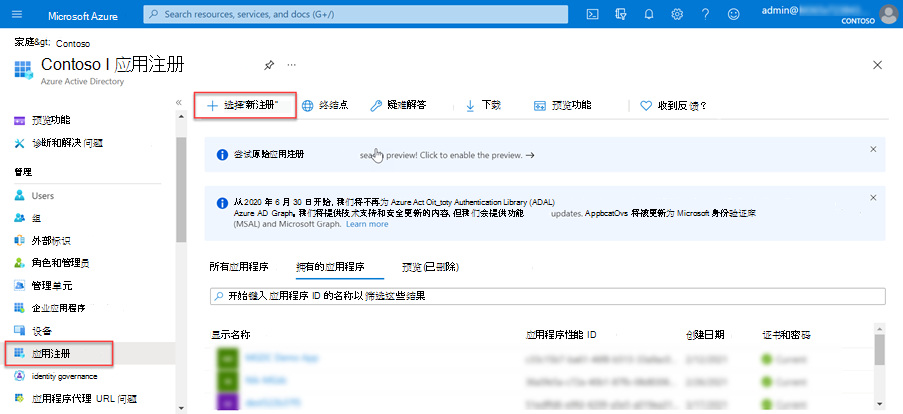 Microsoft Azure
Search resources, services, and docs (G+/)
admin@
CONTOSO
家庭&gt; Contoso
Contoso I 应用注册
Azure Active Directory
选择"新注册"
终结点
疑难解答
下载
预览功能
收到反馈？
预览功能
诊断和解决 问题
管理
Users
组
外部标识
角色和管理员
管理单元
企业应用程序
设备
应用注册
identity governance
应用程序代理 URL 问题
尝试原始应用注册 search preview! Click to enable the preview. →
从 2020 年 6 月 30 日开始，我们将不再为 Azure Act Oit_toty Authentication Library (ADAL)
Azure AD Graph。我们将提供技术支持和安全更新的内容，但我们会提供功能 updates. AppbcatOvs 将被更新为 Microsoft 身份验证库
(MSAL) and Microsoft Graph. Learn more
所有应用程序
拥有的应用程序
预览 (已删除)
开始键入 应用程序 ID 的名称以 筛选这些结果
显示名称
应用程序性能 ID
创建日期
证书和密码